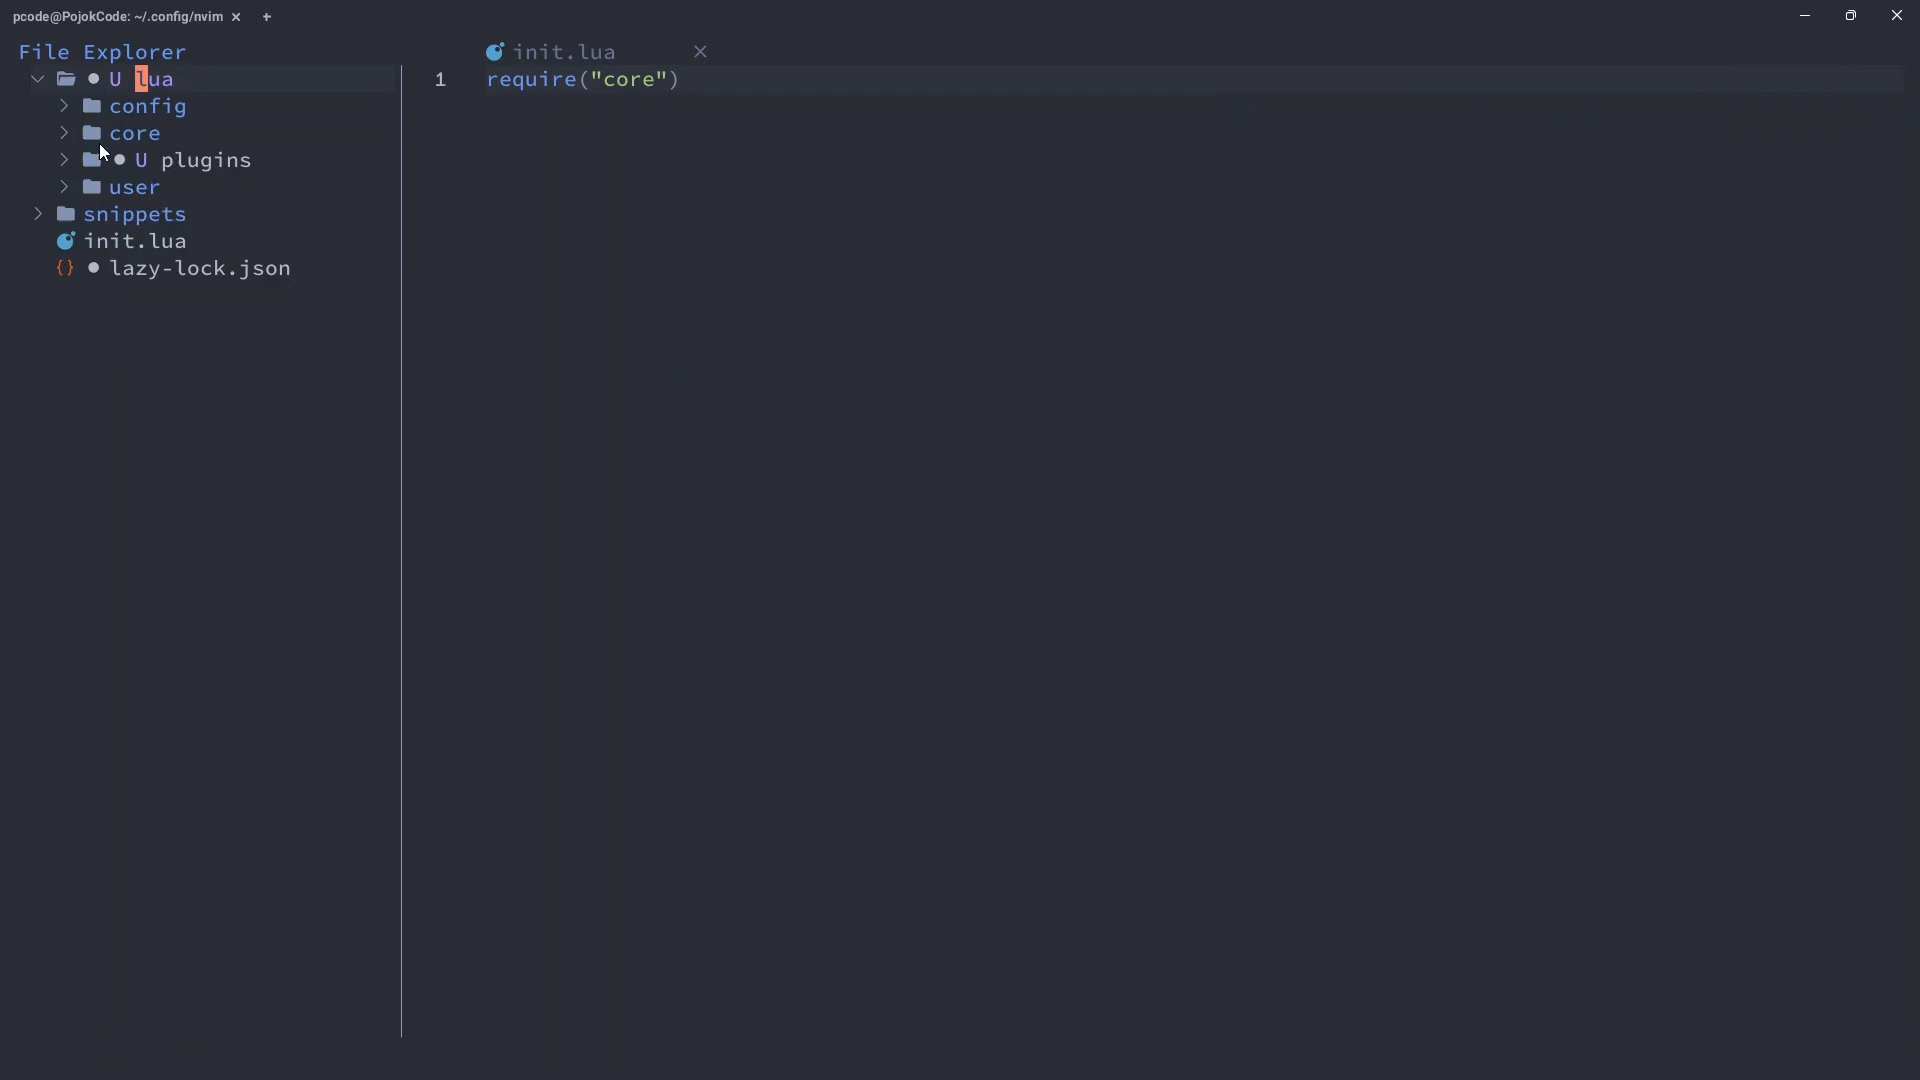 pcode@PojokCode: ~/.config/nvim
File Explorer
U lua
config
core
U plugins
user
snippets
init.lua
{} lazy-lock.json
init.lua
1 require("core")